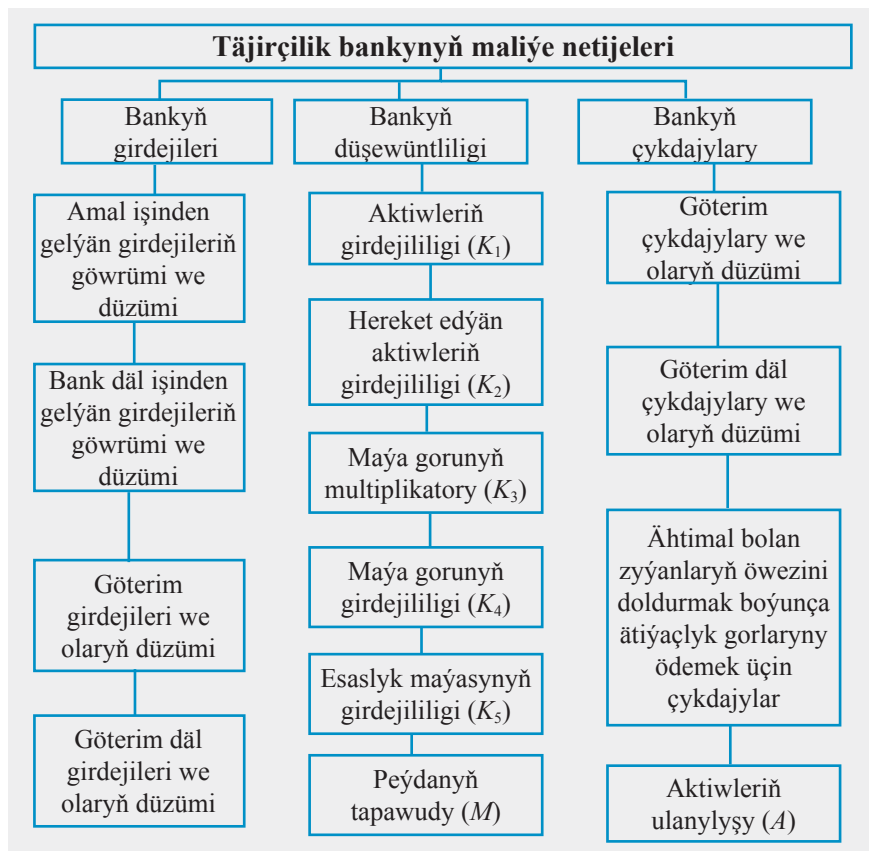 Täjirçilik bankynyň maliýe netijeleri
Bankyň
girdejileri
Amal işinden
gelýän girdejileriň
göwrümi we
düzümi
Bank däl işinden
gelýän girdejileriň
göwrümi we
düzümi
Göterim
girdejileri we
olaryň düzümi
Göterim däl
girdejileri we
olaryň düzümi
Bankyň
düşewüntliligi
Aktiwleriň
girdejililigi (K₁)
Hereket edýän
aktiwleriň
girdejililigi (K₂)
Maýa gorunyň
multiplikatory (K₃)
Maýa gorunyň
girdejililigi (K₄)
Esaslyk maýasynyň
girdejililigi (K₅)
Peýdanyň
tapawudy (M)
Bankyň
çykdajylary
Göterim
çykdajylary we
olaryň düzümi
Göterim däl
çykdajylary we
olaryň düzümi
Ähtimal bolan
zyýanlaryň öwezini
doldurmak boýunça
ätiýaçlyk gorlaryny
ödemek üçin
çykdajylar
Aktiwleriň
ulanylyşy (A)